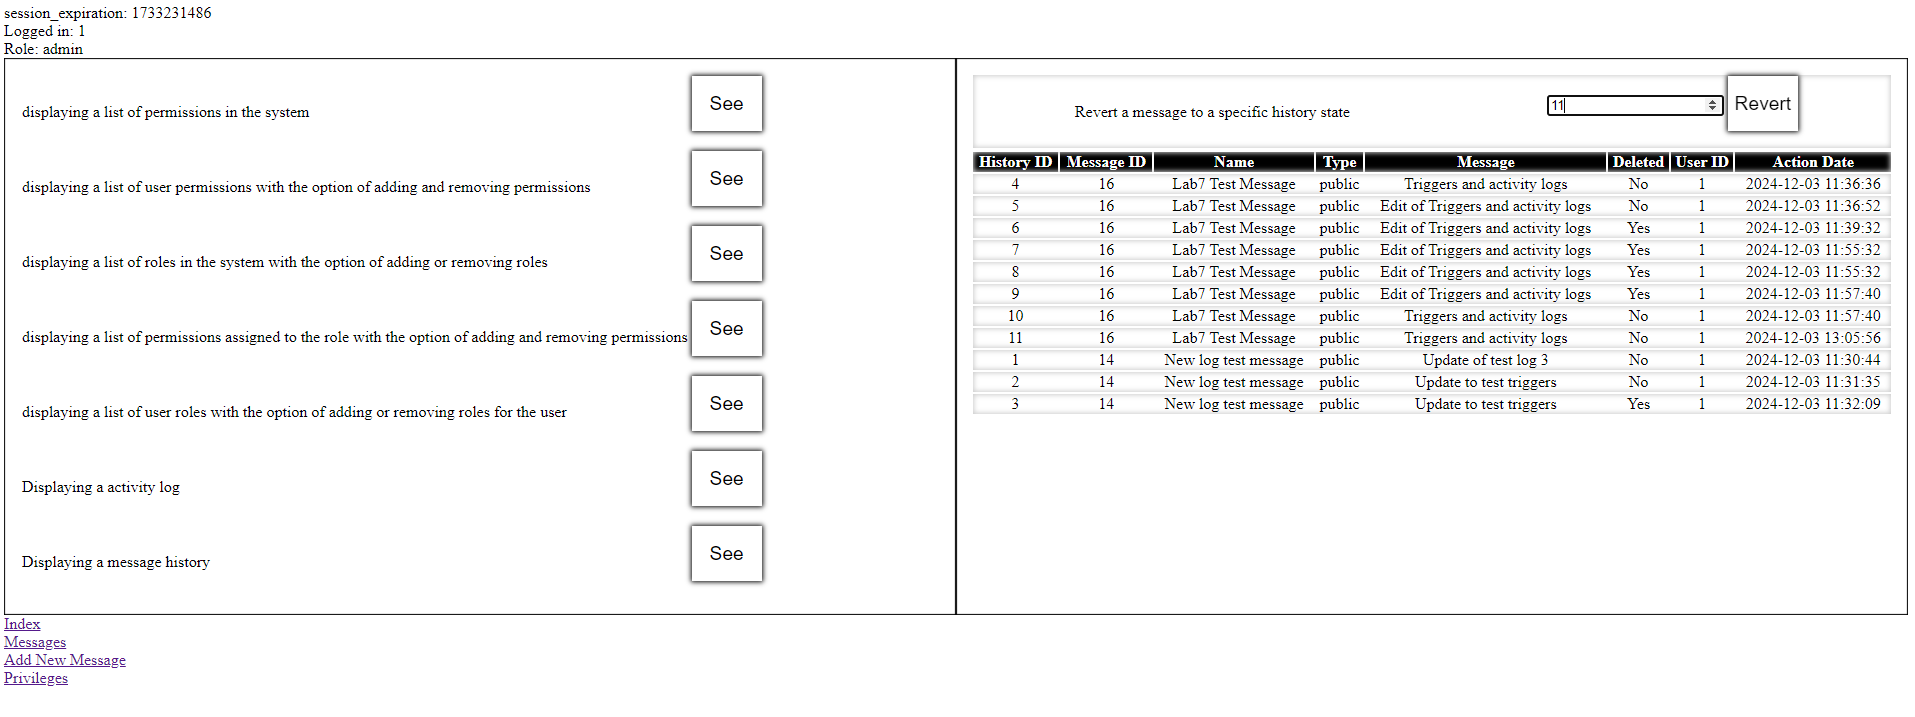 session_expiration: 1733231486
Logged in: 1
Role: admin
displaying a list of permissions in the system See
displaying a list of user permissions with the option of adding and removing permissions See
displaying a list of roles in the system with the option of adding or removing roles See
displaying a list of permissions assigned to the role with the option of adding and removing permissions See
displaying a list of user roles with the option of adding or removing roles for the user See
Displaying a activity log See
Displaying a message history See
Revert a message to a specific history state 11 Revert
History ID Message ID Name Type Message Deleted User ID Action Date
4 16 Lab7 Test Message public Triggers and activity logs No 1 2024-12-03 11:36:36
5 16 Lab7 Test Message public Edit of Triggers and activity logs No 1 2024-12-03 11:36:52
6 16 Lab7 Test Message public Edit of Triggers and activity logs Yes 1 2024-12-03 11:39:32
7 16 Lab7 Test Message public Edit of Triggers and activity logs Yes 1 2024-12-03 11:55:32
8 16 Lab7 Test Message public Edit of Triggers and activity logs Yes 1 2024-12-03 11:55:32
9 16 Lab7 Test Message public Edit of Triggers and activity logs Yes 1 2024-12-03 11:57:40
10 16 Lab7 Test Message public Triggers and activity logs No 1 2024-12-03 11:57:40
11 16 Lab7 Test Message public Triggers and activity logs No 1 2024-12-03 13:05:56
1 14 New log test message public Update of test log 3 No 1 2024-12-03 11:30:44
2 14 New log test message public Update to test triggers No 1 2024-12-03 11:31:35
3 14 New log test message public Update to test triggers Yes 1 2024-12-03 11:32:09
Index
Messages
Add New Message
Privileges